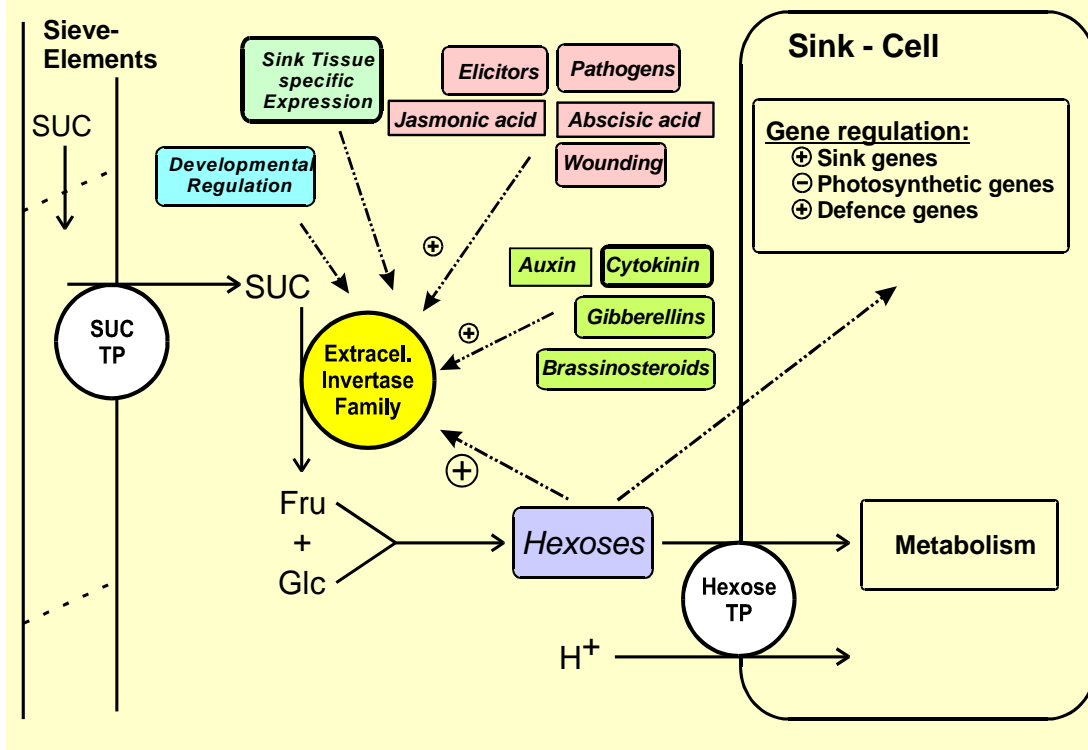 Sieve-
Elements
SUC
Sink Tissue
specific
Expression
Developmental
Regulation
Elicitors
Pathogens
Jasmonic acid
Abscisic acid
Wounding
Sink - Cell
Gene regulation:
⊕ Sink genes
⊖ Photosynthetic genes
⊕ Defence genes
⊕
SUC
SUC
TP
Extracel.
Invertase
Family
Auxin
Cytokinin
Gibberellins
Brassinosteroids
⊕
⊕
Fru
+
Glc
Hexoses
Metabolism
Hexose
TP
H⁺